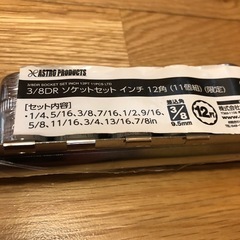 ASTRO PRODUCTS
3/8DR SOCKET SET INCH 12PT 11PCS LTD
3/8DR ソケットセット インチ 12角 (11個組) (限定)
[セット内容]
・1/4.5/16.3/8.7/16.1/2.9/16.
5/8.11/16.3/4.13/16.7/8in
差込角
3/8
9.5mm
12角